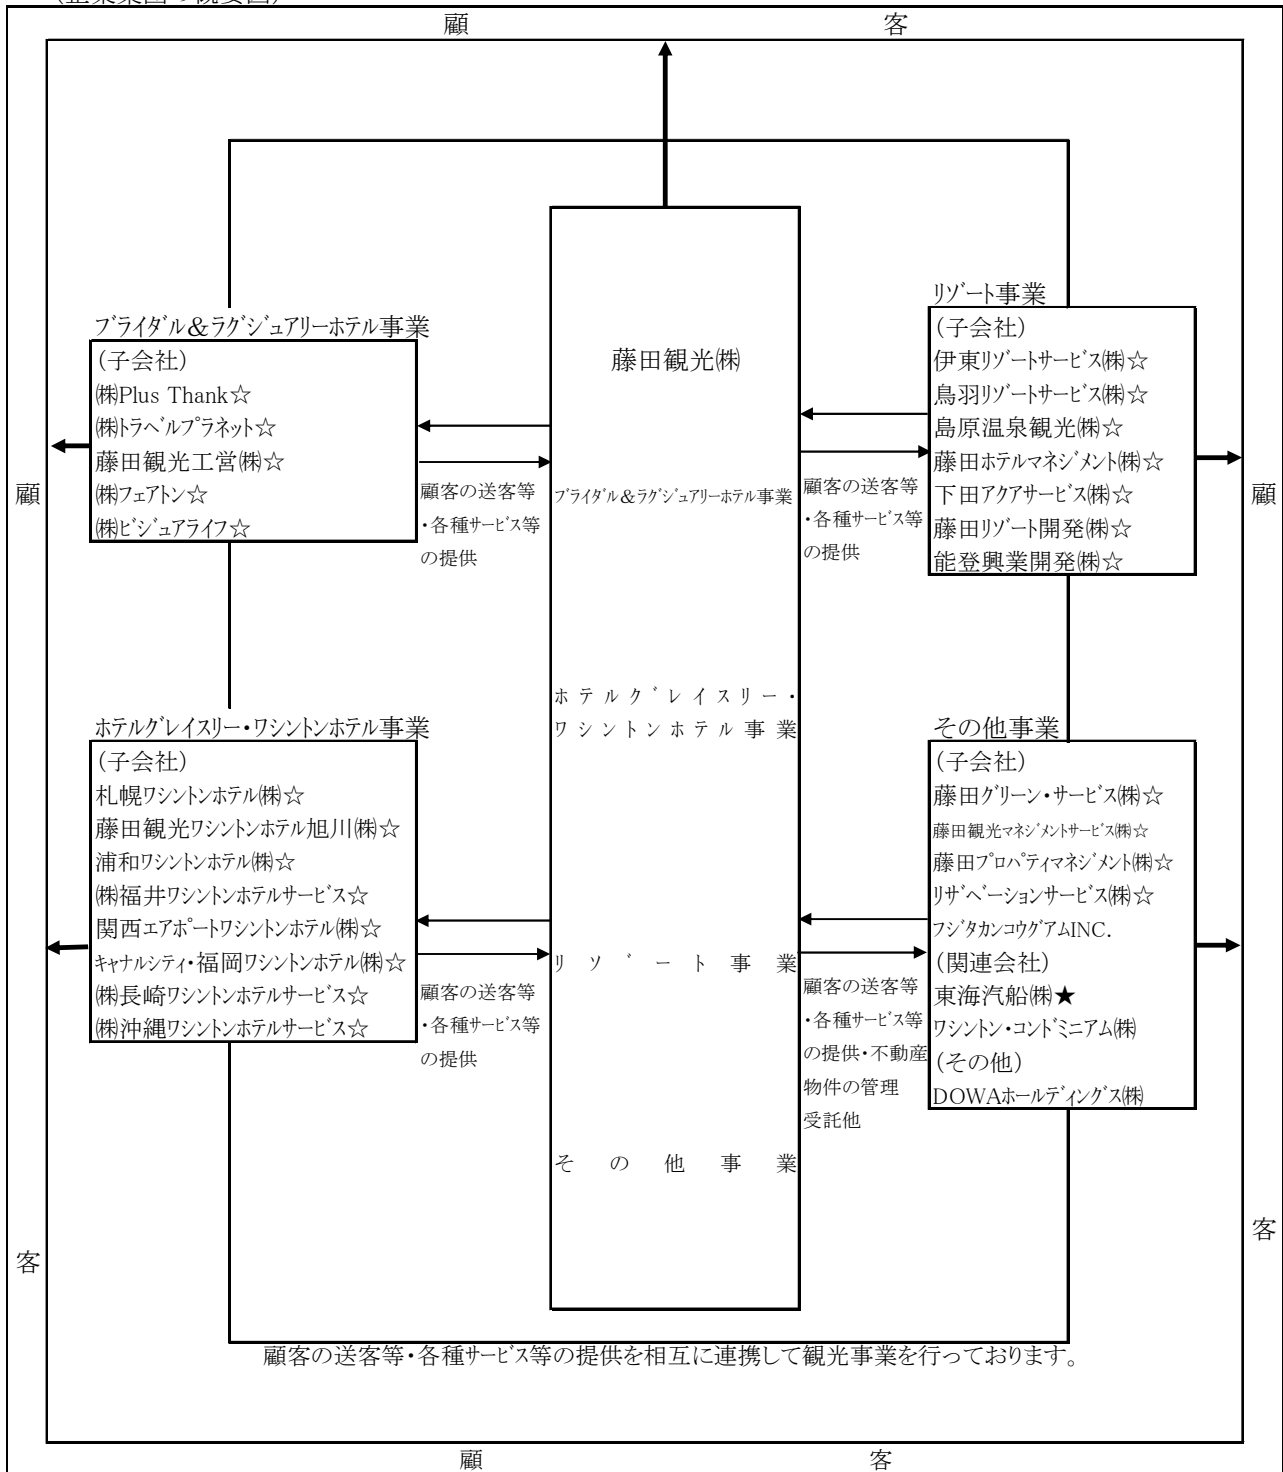 顧 客
顧
客
ブライダル&ラグジュアリーホテル事業
(子会社)
㈱Plus Thank☆
㈱トラベルプラネット☆
藤田観光工営㈱☆
㈱フェアトン☆
㈱ビジュアライフ☆
顧客の送客等
・各種サービス等
の提供
ホテルグレイスリー・ワシントンホテル事業
(子会社)
札幌ワシントンホテル㈱☆
藤田観光ワシントンホテル旭川㈱☆
浦和ワシントンホテル㈱☆
㈱福井ワシントンホテルサービス☆
関西エアポートワシントンホテル㈱☆
キャナルシティ・福岡ワシントンホテル㈱☆
㈱長崎ワシントンホテルサービス☆
㈱沖縄ワシントンホテルサービス☆
顧客の送客等
・各種サービス等
の提供
藤田観光㈱
ブライダル&ラグジュアリーホテル事業
ホテルグレイスリー・
ワシントンホテル事業
リゾート事業
その他事業
リゾート事業
(子会社)
伊東リゾートサービス㈱☆
鳥羽リゾートサービス㈱☆
島原温泉観光㈱☆
藤田ホテルマネジメント㈱☆
下田アクアサービス㈱☆
藤田リゾート開発㈱☆
能登興業開発㈱☆
顧客の送客等
・各種サービス等
の提供
その他事業
(子会社)
藤田グリーン・サービス㈱☆
藤田観光マネジメントサービス㈱☆
藤田プロパティマネジメント㈱☆
リザベーションサービス㈱☆
フジタカンコウグアムINC.
(関連会社)
東海汽船㈱★
ワシントン・コンドミニアム㈱
(その他)
DOWAホールディングス㈱
顧客の送客等
・各種サービス等
の提供・不動産
物件の管理
受託他
顧
客
顧客の送客等・各種サービス等の提供を相互に連携して観光事業を行っております。
顧 客